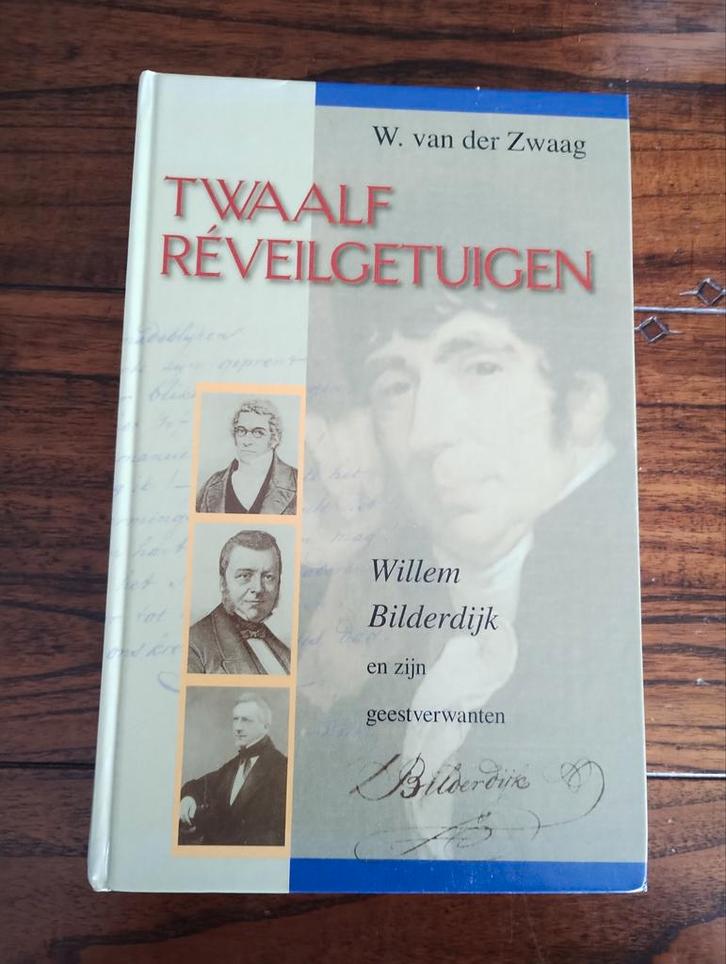 W. van der Zwaag
TWAALF
RÉVEILGETUIGEN
Willem
Bilderdijk
en zijn
geestverwanten
Bilderdijk